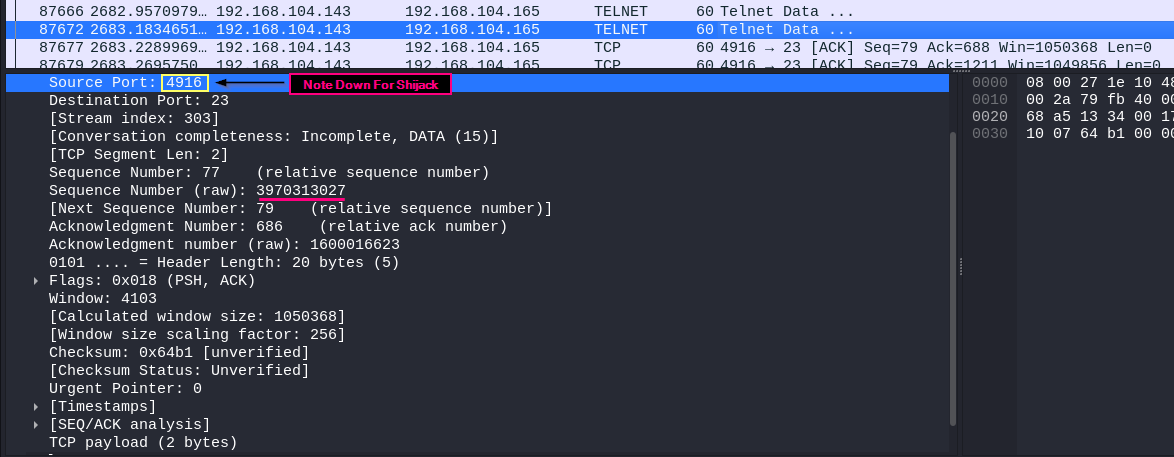 87666 2682.9570979… 192.168.104.143 192.168.104.165 TELNET 60 Telnet Data ...
87672 2683.1834651… 192.168.104.143 192.168.104.165 TELNET 60 Telnet Data ...
87677 2683.2289969… 192.168.104.143 192.168.104.165 TCP 60 4916 → 23 [ACK] Seq=79 Ack=688 Win=1050368 Len=0
87679 2683.2695750… 192.168.104.143 192.168.104.165 TCP 60 4916 → 23 [ACK] Seq=79 Ack=1211 Win=1049856 Len=0
Source Port: 4916 Note Down For Shijack
Destination Port: 23
[Stream index: 303]
[Conversation completeness: Incomplete, DATA (15)]
[TCP Segment Len: 2]
Sequence Number: 77 (relative sequence number)
Sequence Number (raw): 3970313027
[Next Sequence Number: 79 (relative sequence number)]
Acknowledgment Number: 686 (relative ack number)
Acknowledgment number (raw): 1600016623
0101 .... = Header Length: 20 bytes (5)
Flags: 0x018 (PSH, ACK)
Window: 4103
[Calculated window size: 1050368]
[Window size scaling factor: 256]
Checksum: 0x64b1 [unverified]
[Checksum Status: Unverified]
Urgent Pointer: 0
[Timestamps]
[SEQ/ACK analysis]
TCP payload (2 bytes)
0000 08 00 27 1e 10 48
0010 00 2a 79 fb 40 00
0020 68 a5 13 34 00 17
0030 10 07 64 b1 00 00